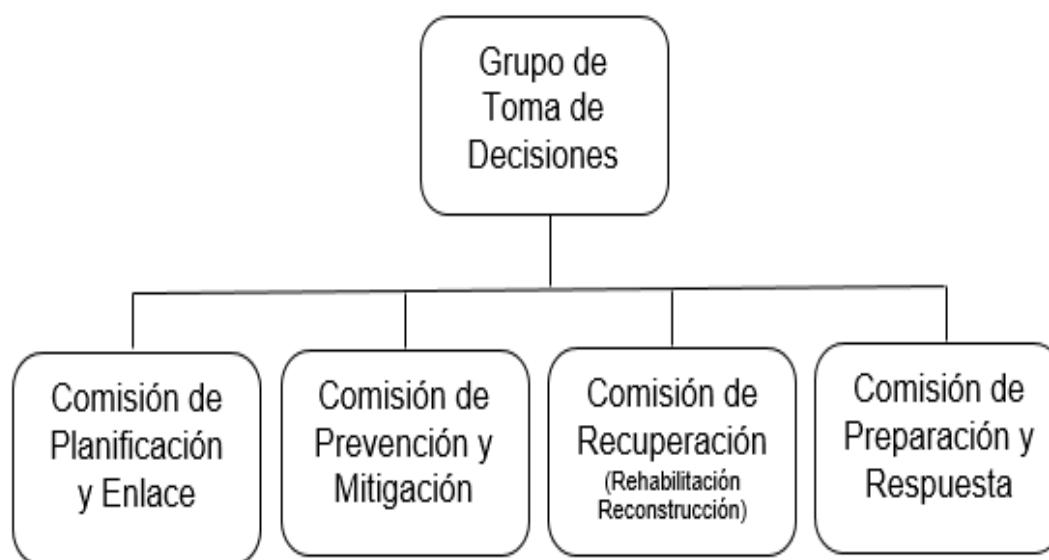 Grupo de
Toma de
Decisiones
Comisión de
Planificación
y Enlace
Comisión de
Prevención y
Mitigación
Comisión de
Recuperación
(Rehabilitación
Reconstrucción)
Comisión de
Preparación y
Respuesta